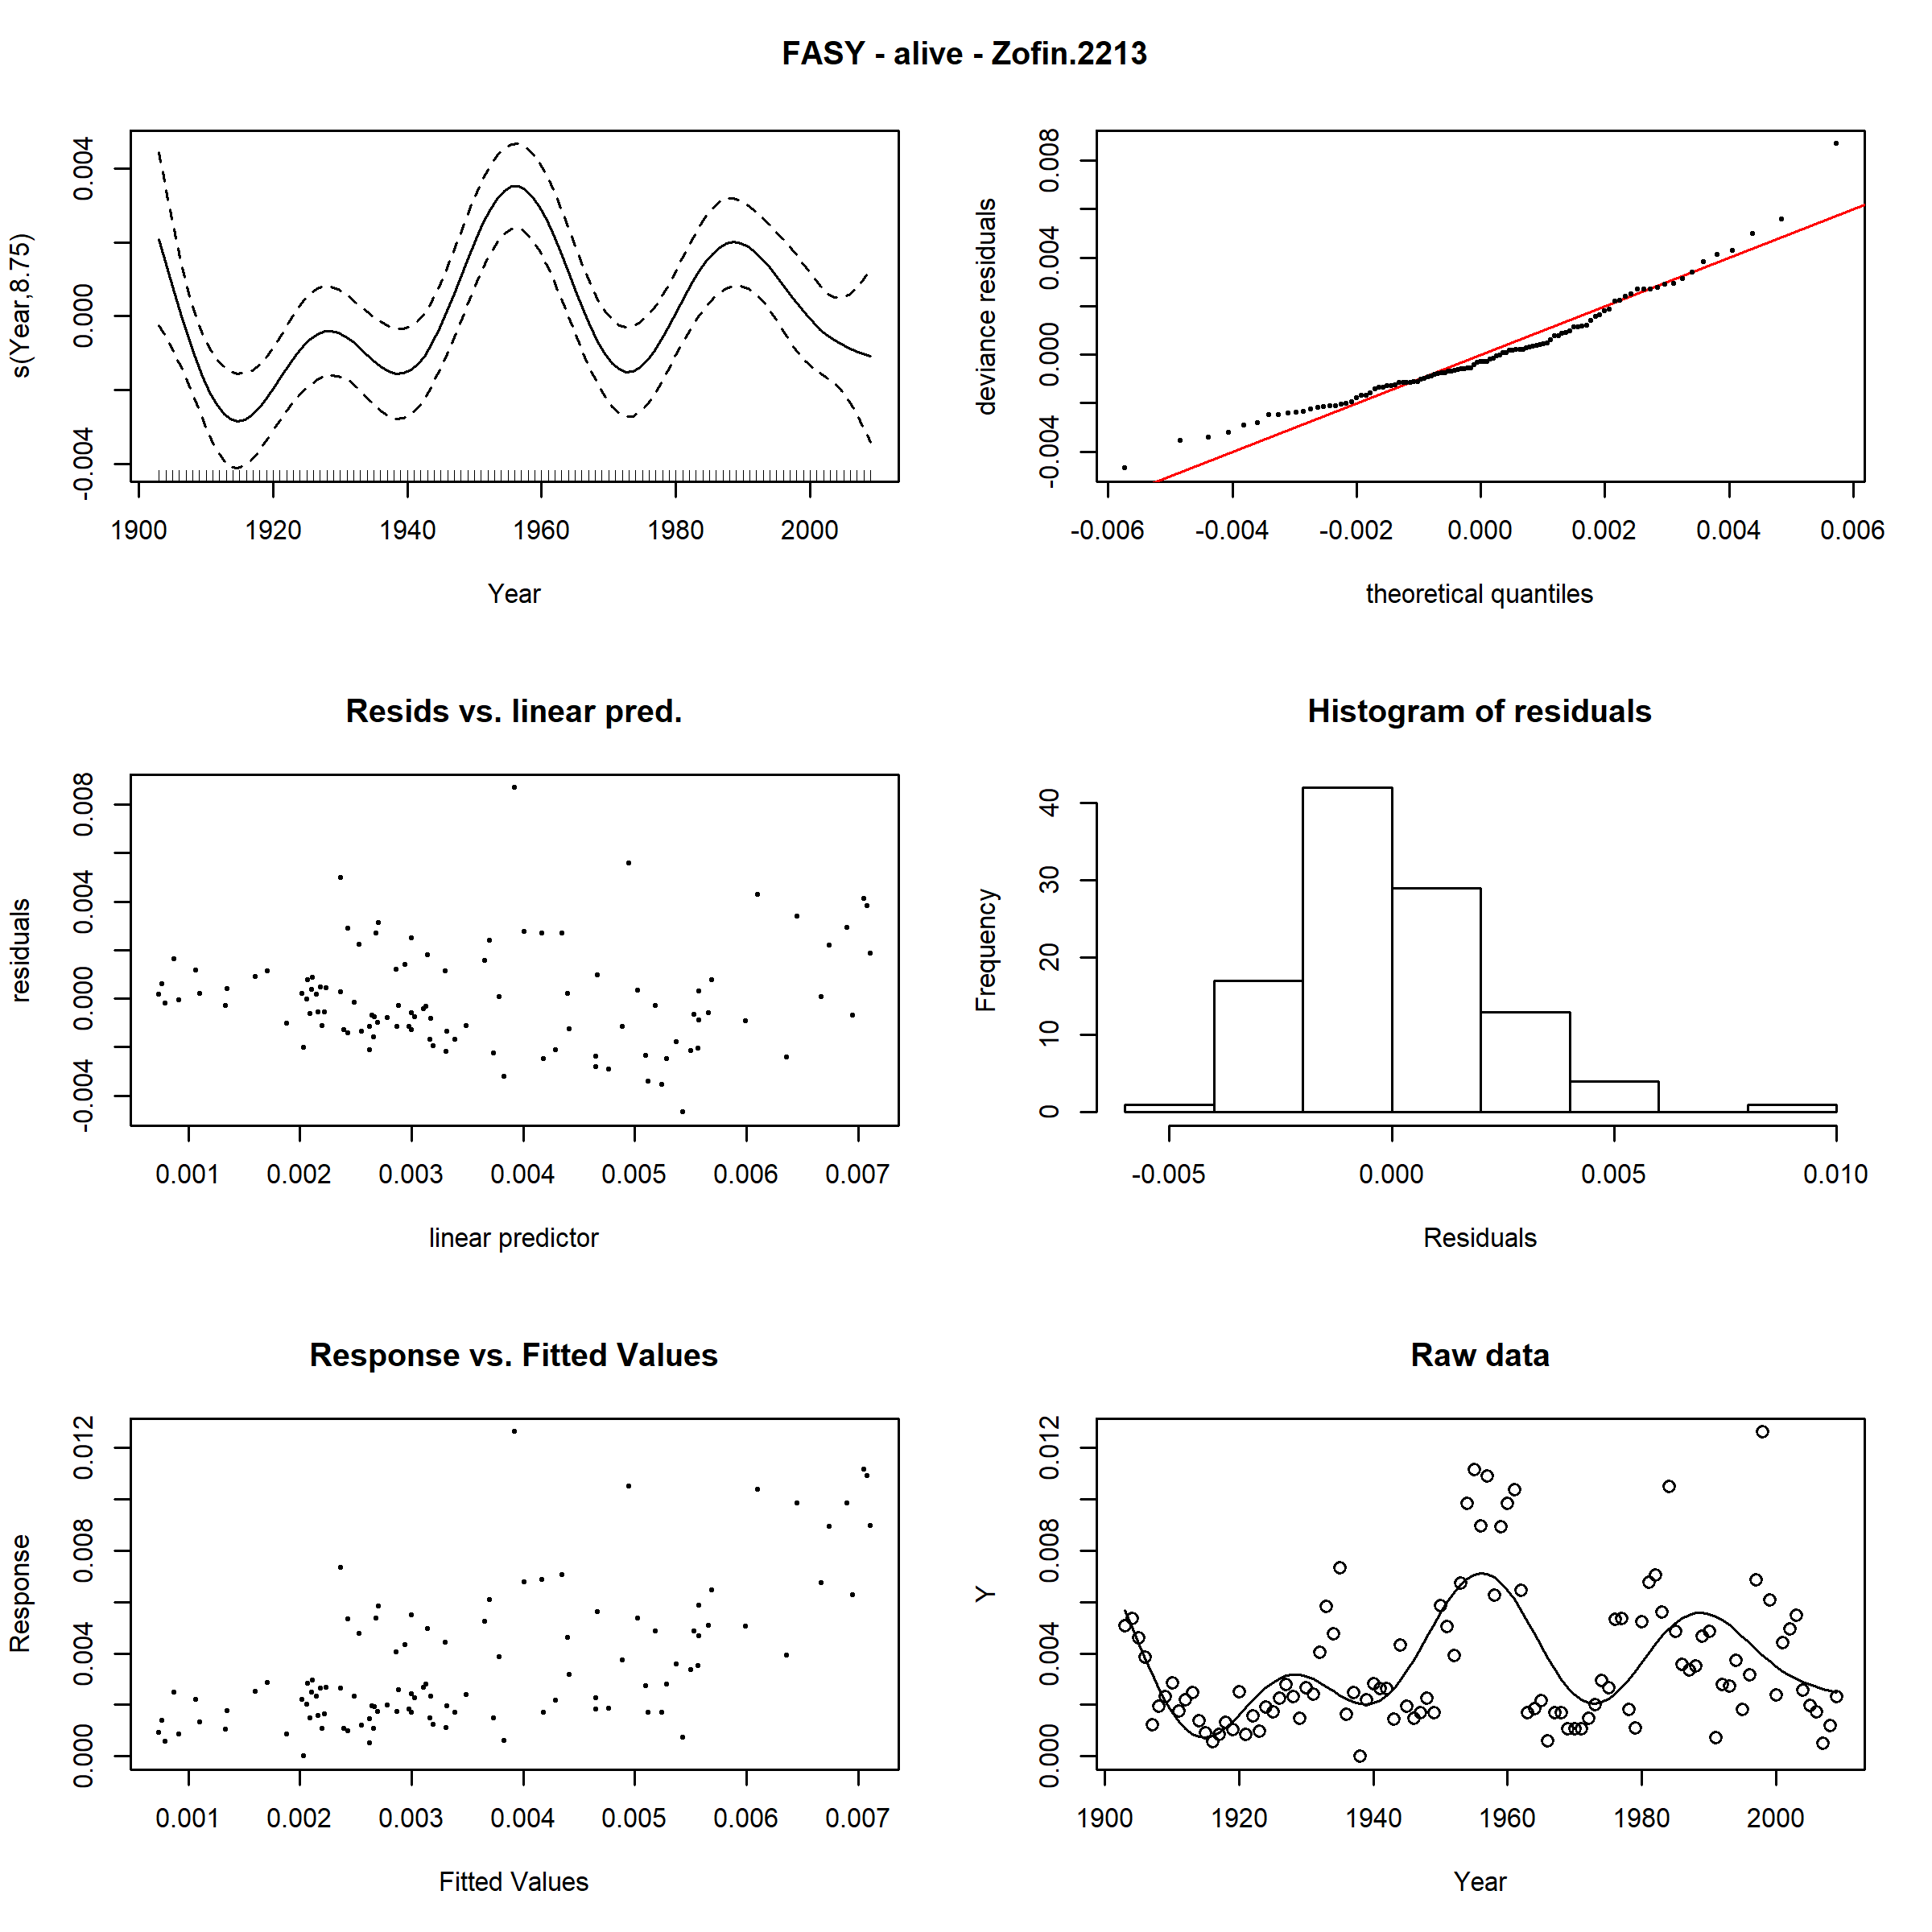 FASY - alive - Zofin.2213
s(Year,8.75)
-0.004 0.000 0.004
1900 1920 1940 1960 1980 2000
Year
deviance residuals
-0.004 0.000 0.004 0.008
-0.006 -0.004 -0.002 0.000 0.002 0.004 0.006
theoretical quantiles
Resids vs. linear pred.
residuals
-0.004 0.000 0.004 0.008
0.001 0.002 0.003 0.004 0.005 0.006 0.007
linear predictor
Histogram of residuals
Frequency
0 10 20 30 40
-0.005 0.000 0.005 0.010
Residuals
Response vs. Fitted Values
Response
0.000 0.004 0.008 0.012
0.001 0.002 0.003 0.004 0.005 0.006 0.007
Fitted Values
Raw data
Y
0.000 0.004 0.008 0.012
1900 1920 1940 1960 1980 2000
Year